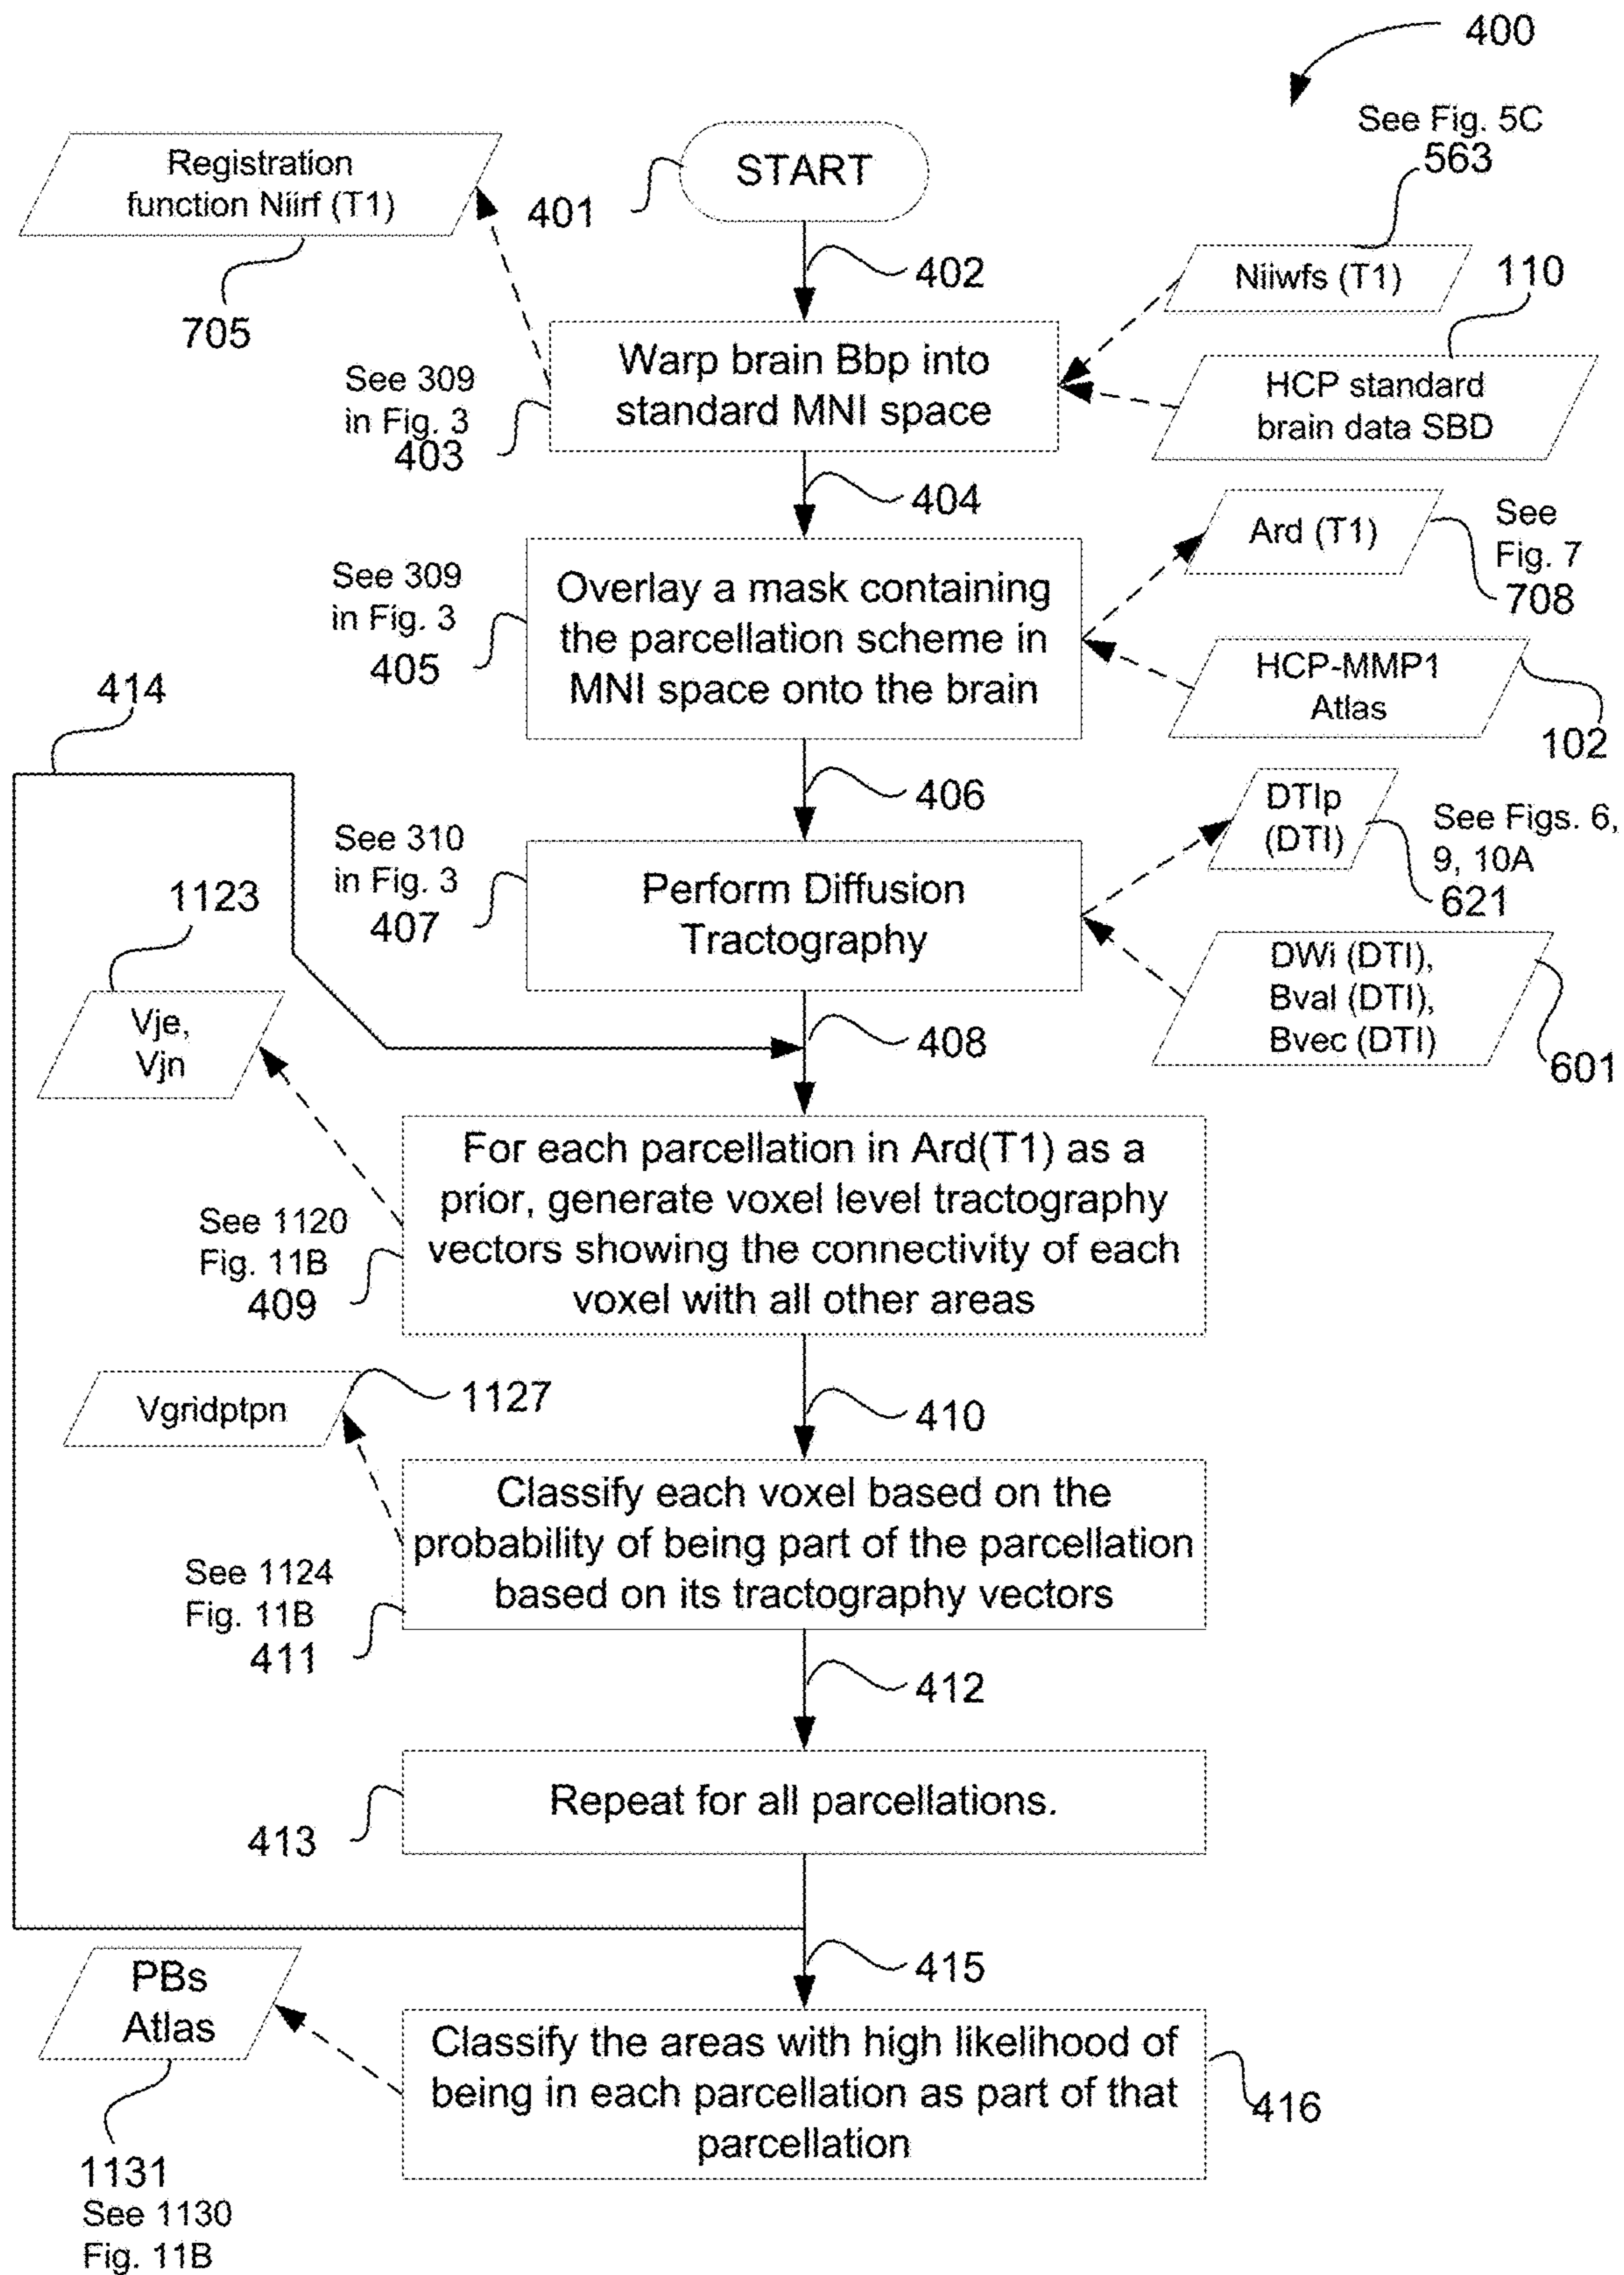 400
See Fig. 5C
563
Registration
function Niirf (T1)
705
START
401
402
Niiwfs (T1)
110
See 309
in Fig. 3
403
Warp brain Bbp into
standard MNI space
HCP standard
brain data SBD
404
Ard (T1)
See
Fig. 7
708
See 309
in Fig. 3
405
Overlay a mask containing
the parcellation scheme in
MNI space onto the brain
HCP-MMP1
Atlas
102
414
406
DTIp
(DTI)
See Figs. 6,
9, 10A
621
See 310
in Fig. 3
407
Perform Diffusion
Tractography
DWi (DTI),
Bval (DTI),
Bvec (DTI)
601
1123
Vje,
Vjn
408
For each parcellation in Ard(T1) as a
prior, generate voxel level tractography
vectors showing the connectivity of each
voxel with all other areas
See 1120
Fig. 11B
409
Vgridptpn
1127
410
Classify each voxel based on the
probability of being part of the parcellation
based on its tractography vectors
See 1124
Fig. 11B
411
412
Repeat for all parcellations.
413
415
PBs
Atlas
1131
See 1130
Fig. 11B
Classify the areas with high likelihood of
being in each parcellation as part of that
parcellation
416